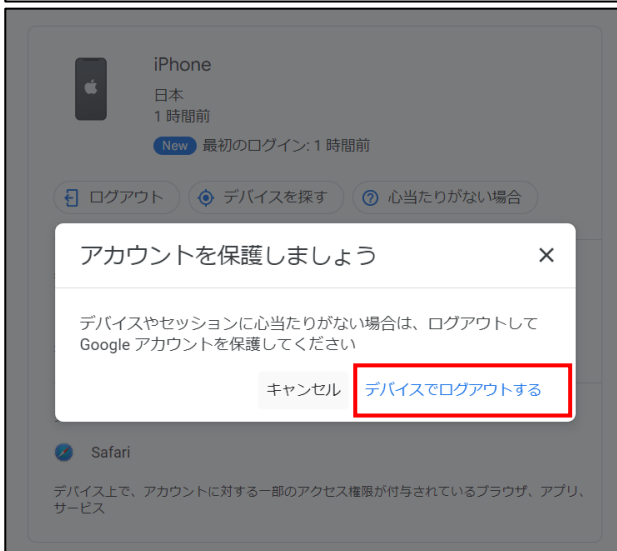 iPhone
日本
1 時間前
New 最初のログイン: 1 時間前
ログアウト デバイスを探す 心当たりがない場合
アカウントを保護しましょう
デバイスやセッションに心当たりがない場合は、ログアウトして
Google アカウントを保護してください
キャンセル デバイスでログアウトする
Safari
デバイス上で、アカウントに対する一部のアクセス権限が付与されているブラウザ、アプリ、
サービス